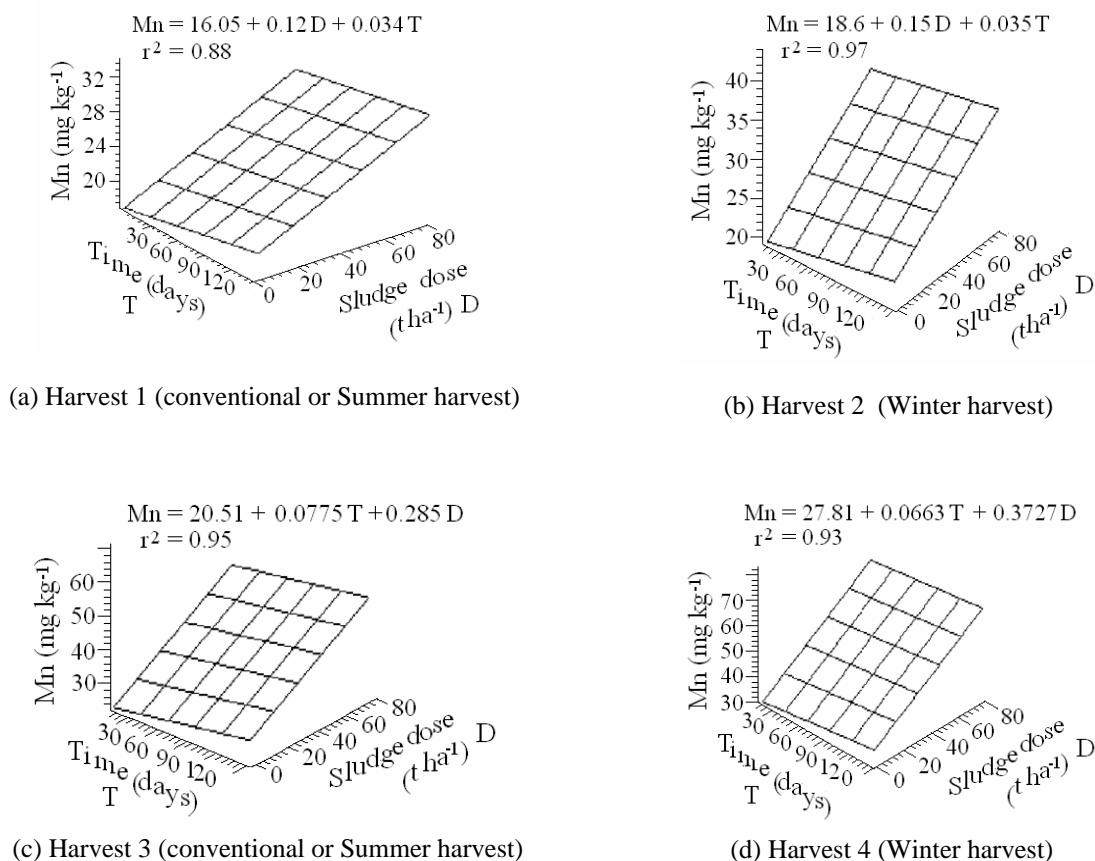 Mn = 16.05 + 0.12 D + 0.034 T
r² = 0.88
Mn (mg kg⁻¹)
32
28
24
20
30 60 90 120
Time (days)
T
0 20 40 60 80
Sludge dose
(t ha⁻¹) D
(a) Harvest 1 (conventional or Summer harvest)
Mn = 18.6 + 0.15 D + 0.035 T
r² = 0.97
Mn (mg kg⁻¹)
40
35
30
25
20
30 60 90 120
Time (days)
T
0 20 40 60 80
Sludge dose
(t ha⁻¹) D
(b) Harvest 2 (Winter harvest)
Mn = 20.51 + 0.0775 T + 0.285 D
r² = 0.95
Mn (mg kg⁻¹)
60
50
40
30
30 60 90 120
Time (days)
T
0 20 40 60 80
Sludge dose
(t ha⁻¹) D
(c) Harvest 3 (conventional or Summer harvest)
Mn = 27.81 + 0.0663 T + 0.3727 D
r² = 0.93
Mn (mg kg⁻¹)
70
60
50
40
30
30 60 90 120
Time (days)
T
0 20 40 60 80
Sludge dose
(t ha⁻¹) D
(d) Harvest 4 (Winter harvest)